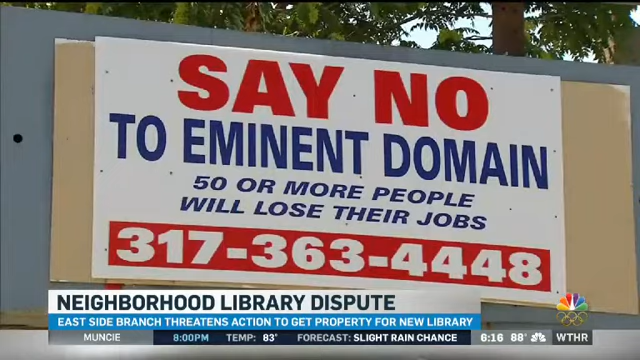 SAY NO
TO EMINENT DOMAIN
50 OR MORE PEOPLE
WILL LOSE THEIR JOBS
317-363-4448
NEIGHBORHOOD LIBRARY DISPUTE
EAST SIDE BRANCH THREATENS ACTION TO GET PROPERTY FOR NEW LIBRARY
MUNCIE 8:00PM TEMP: 83° FORECAST: SLIGHT RAIN CHANCE 6:16 88° WTHR